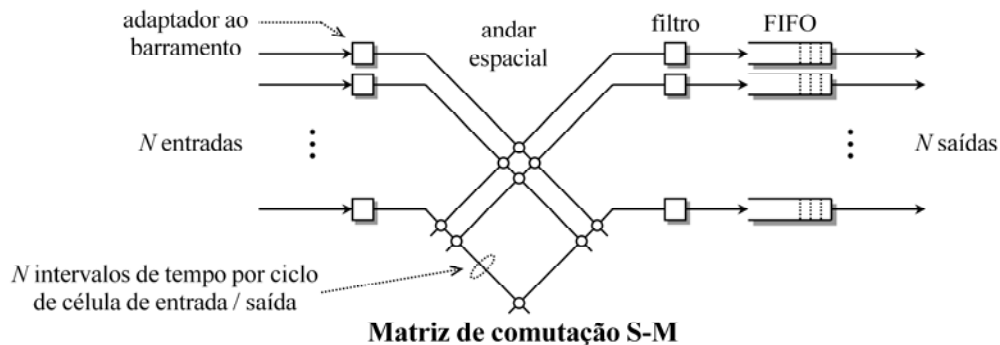 adaptador ao
barramento
andar
espacial
filtro
FIFO
N entradas
N saídas
N intervalos de tempo por ciclo
de célula de entrada / saída
Matriz de comutação S-M